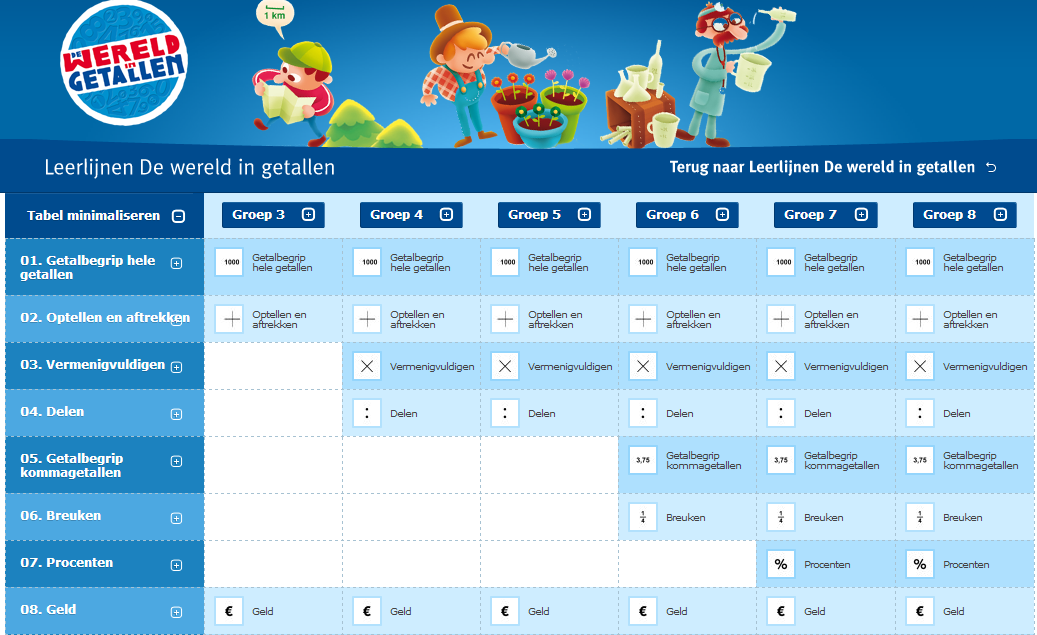 1 km
DE
WERELD
IN
GETALLEN
Leerlijnen De wereld in getallen
Terug naar Leerlijnen De wereld in getallen
Tabel minimaliseren
Groep 3
Groep 4
Groep 5
Groep 6
Groep 7
Groep 8
01. Getalbegrip hele
getallen
1000 Getalbegrip
hele getallen
1000 Getalbegrip
hele getallen
1000 Getalbegrip
hele getallen
1000 Getalbegrip
hele getallen
1000 Getalbegrip
hele getallen
1000 Getalbegrip
hele getallen
02. Optellen en aftrekken
+ Optellen en
aftrekken
+ Optellen en
aftrekken
+ Optellen en
aftrekken
+ Optellen en
aftrekken
+ Optellen en
aftrekken
+ Optellen en
aftrekken
03. Vermenigvuldigen
× Vermenigvuldigen
× Vermenigvuldigen
× Vermenigvuldigen
× Vermenigvuldigen
× Vermenigvuldigen
04. Delen
: Delen
: Delen
: Delen
: Delen
: Delen
05. Getalbegrip
kommagetallen
3,75 Getalbegrip
kommagetallen
3,75 Getalbegrip
kommagetallen
3,75 Getalbegrip
kommagetallen
06. Breuken
1/4 Breuken
1/4 Breuken
1/4 Breuken
07. Procenten
% Procenten
% Procenten
08. Geld
€ Geld
€ Geld
€ Geld
€ Geld
€ Geld
€ Geld